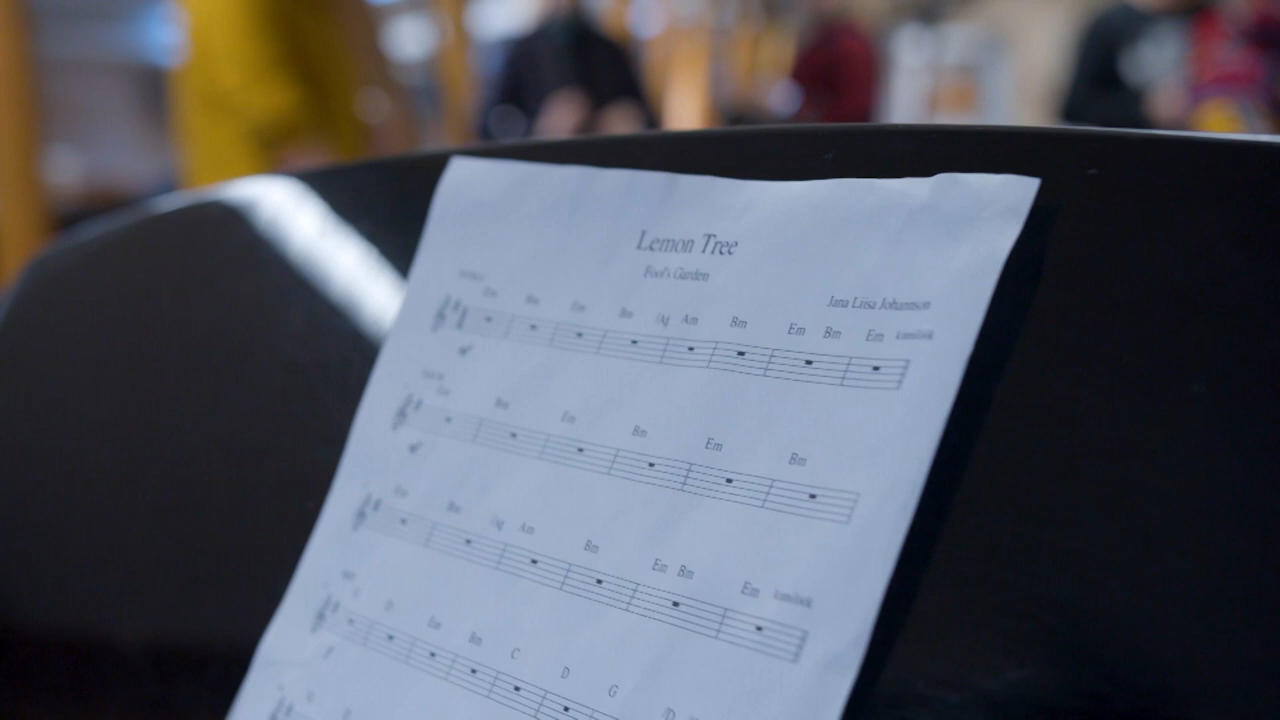 Lemon Tree
Fool's Garden
Jana Liisa Johannson
Em Bm Em Bm /A Am Bm Em Bm Em
Em Bm Em Bm Em Bm
Em Bm Am Bm Em Bm Em
D Em Bm C D G